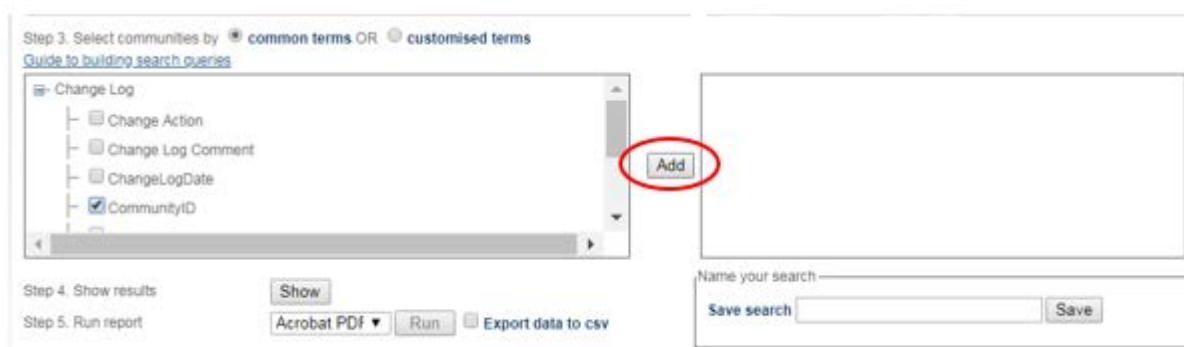 Step 3. Select communities by common terms OR customised terms
Guide to building search queries
Change Log
Change Action
Change Log Comment
ChangeLogDate
CommunityID
Add
Step 4. Show results Show
Step 5. Run report Acrobat PDF Run Export data to csv
Name your search
Save search Save